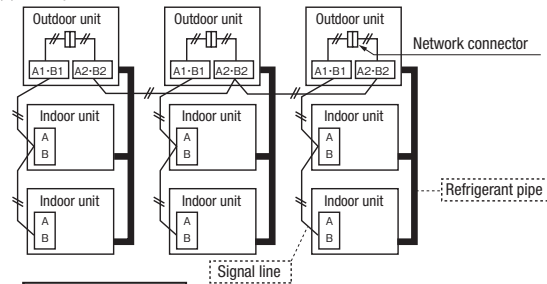 Outdoor unit Outdoor unit Outdoor unit
Network connector
A1·B1 A2·B2 A1·B1 A2·B2 A1·B1 A2·B2
Indoor unit Indoor unit Indoor unit
A A A
B B B
Indoor unit Indoor unit Indoor unit
Refrigerant pipe
A A A
B B B
Signal line